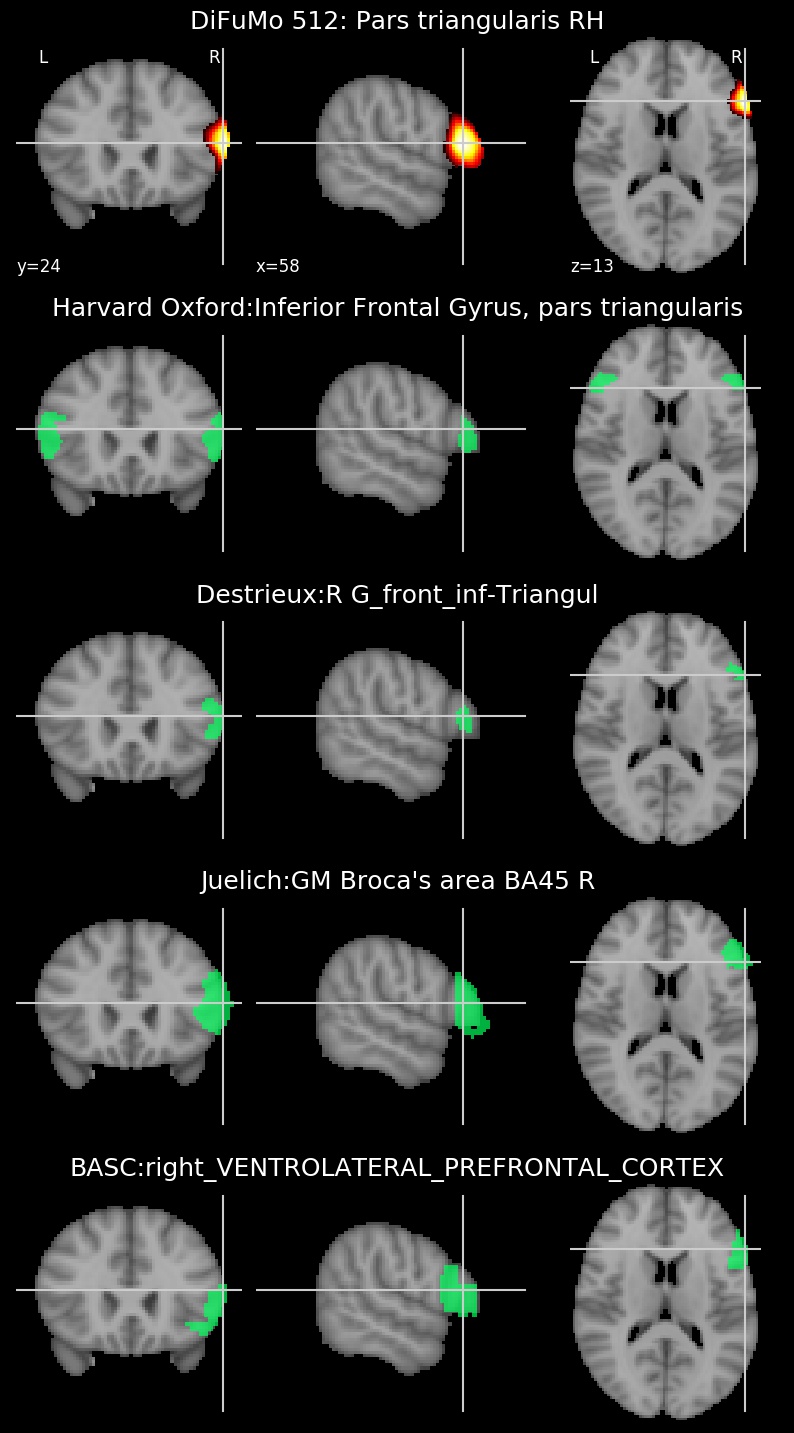 DiFuMo 512: Pars triangularis RH
L R L R
y=24 x=58 z=13
Harvard Oxford:Inferior Frontal Gyrus, pars triangularis
Destrieux:R G_front_inf-Triangul
Juelich:GM Broca's area BA45 R
BASC:right_VENTROLATERAL_PREFRONTAL_CORTEX